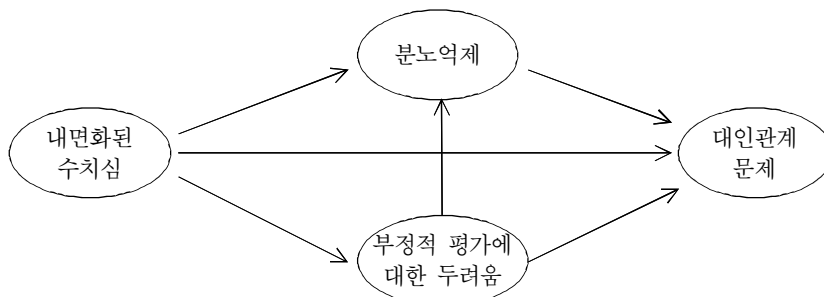 분노억제
내면화된
수치심
대인관계
문제
부정적 평가에
대한 두려움